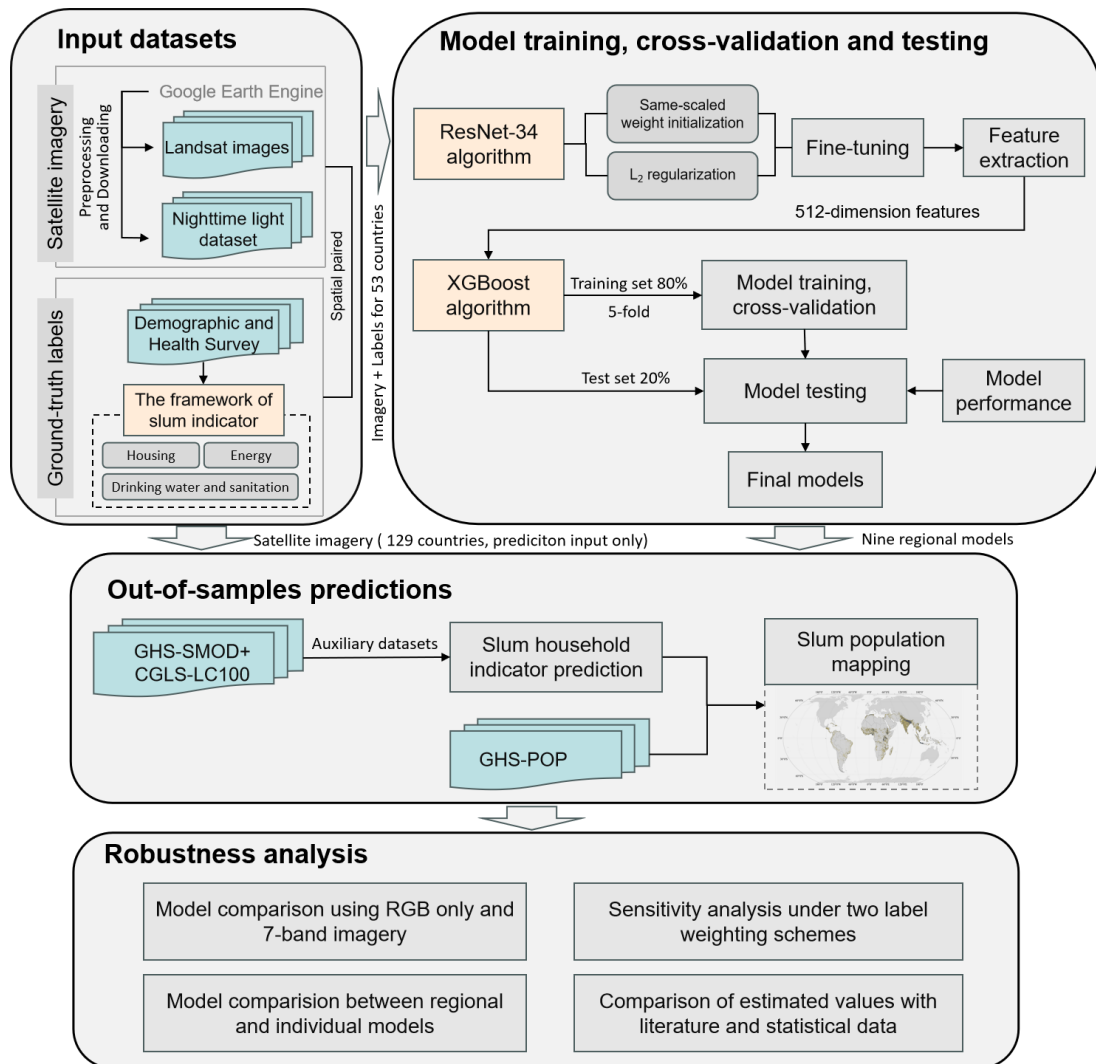 Input datasets
Satellite imagery
Preprocessing
and Downloading
Google Earth Engine
Landsat images
Nighttime light
dataset
Spatial paired
Ground-truth labels
Demographic and
Health Survey
The framework of
slum indicator
Housing
Energy
Drinking water and sanitation
Imagery + Labels for 53 countries
Model training, cross-validation and testing
ResNet-34
algorithm
Same-scaled
weight initialization
L₂ regularization
Fine-tuning
Feature
extraction
512-dimension features
XGBoost
algorithm
Training set 80%
5-fold
Model training,
cross-validation
Test set 20%
Model testing
Model
performance
Final models
Satellite imagery ( 129 countries, prediciton input only)
Nine regional models
Out-of-samples predictions
GHS-SMOD+
CGLS-LC100
Auxiliary datasets
Slum household
indicator prediction
GHS-POP
Slum population
mapping
Robustness analysis
Model comparison using RGB only and
7-band imagery
Sensitivity analysis under two label
weighting schemes
Model comparision between regional
and individual models
Comparison of estimated values with
literature and statistical data